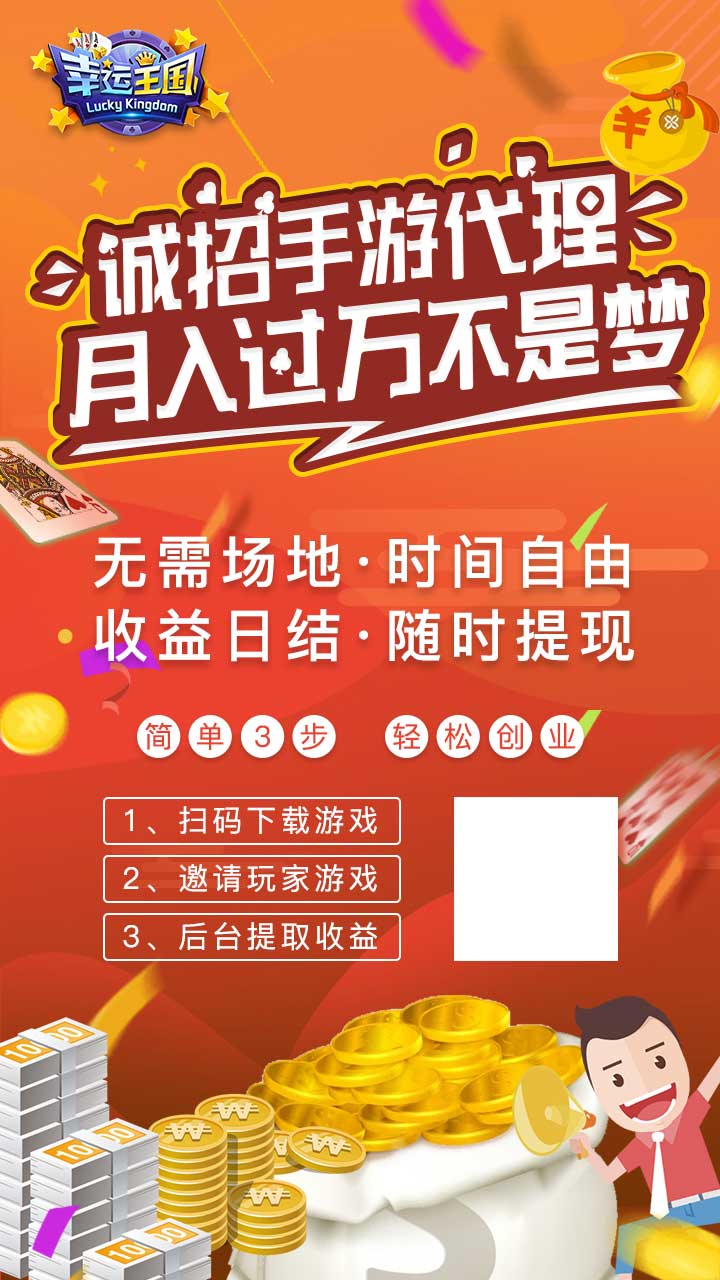 幸运王国
Lucky Kingdom
诚招手游代理
月入过万不是梦
无需场地·时间自由
收益日结·随时提现
简单3步 轻松创业
1、扫码下载游戏
2、邀请玩家游戏
3、后台提取收益